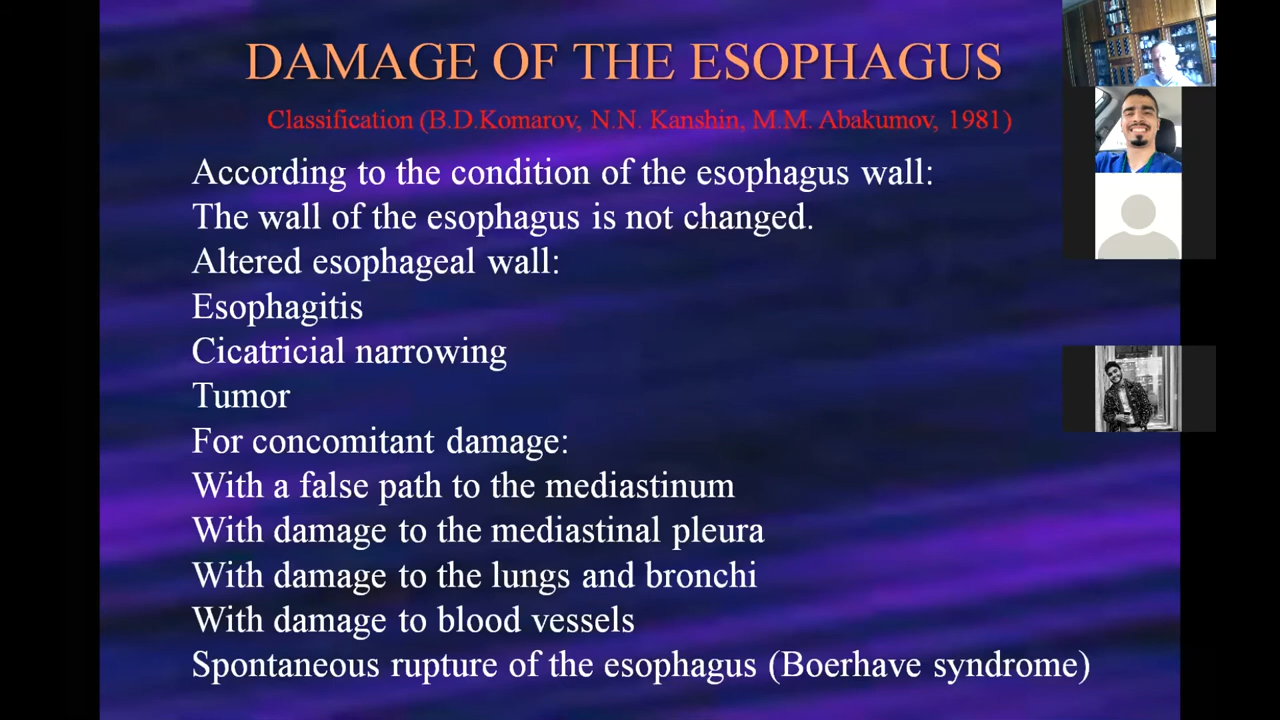 DAMAGE OF THE ESOPHAGUS
Classification (B.D.Komarov, N.N. Kanshin, M.M. Abakumov, 1981)
According to the condition of the esophagus wall:
The wall of the esophagus is not changed.
Altered esophageal wall:
Esophagitis
Cicatricial narrowing
Tumor
For concomitant damage:
With a false path to the mediastinum
With damage to the mediastinal pleura
With damage to the lungs and bronchi
With damage to blood vessels
Spontaneous rupture of the esophagus (Boerhave syndrome)